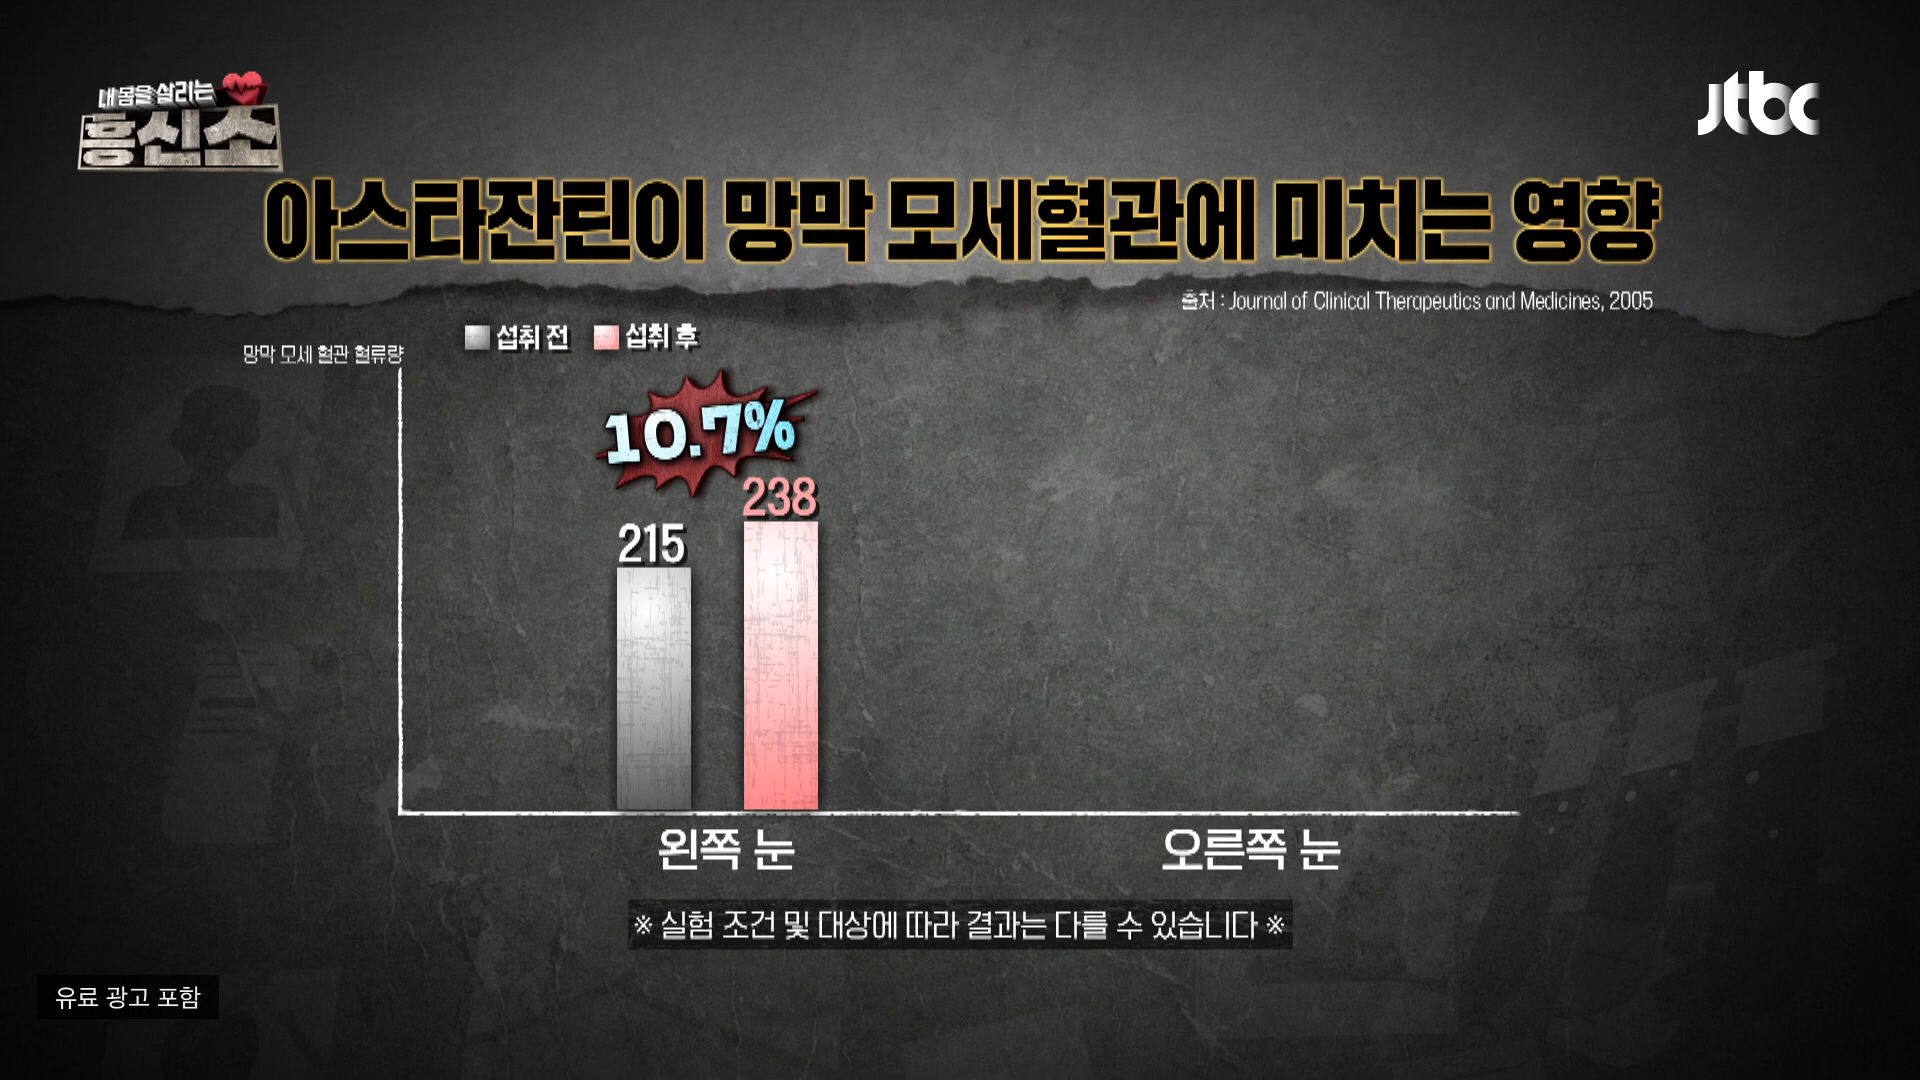 내 몸을 살리는
흥신소
jtbc
아스타잔틴이 망막 모세혈관에 미치는 영향
출처 : Journal of Clinical Therapeutics and Medicines, 2005
섭취 전 섭취 후
망막 모세 혈관 혈류량
10.7%
238
215
왼쪽 눈 오른쪽 눈
※ 실험 조건 및 대상에 따라 결과는 다를 수 있습니다 ※
유료 광고 포함